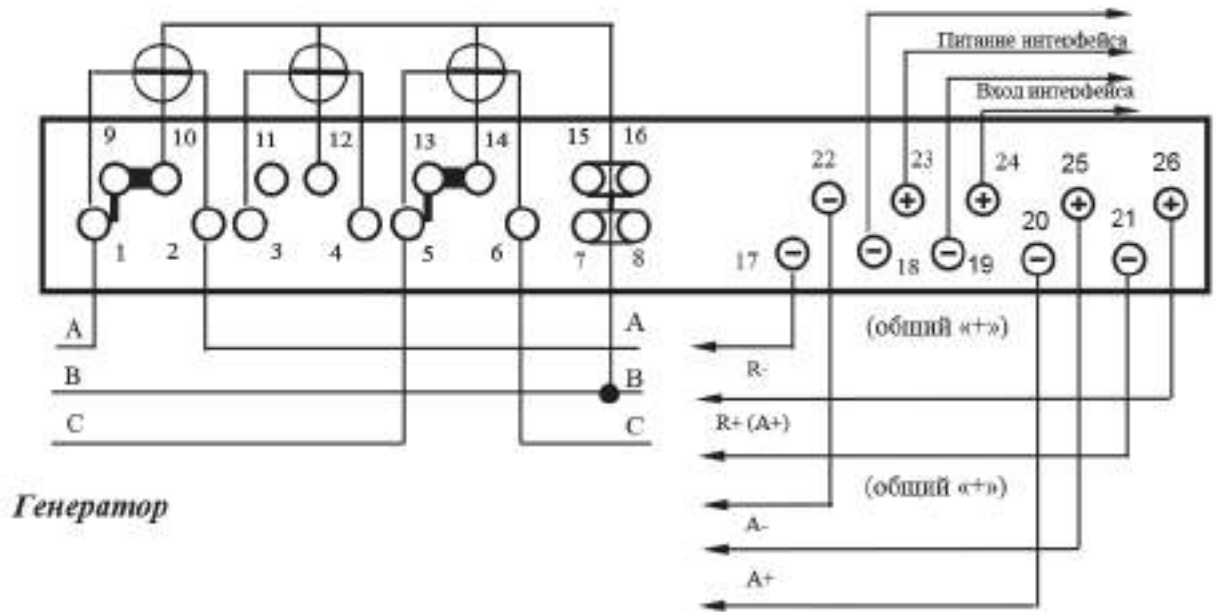 Питание интерфейса
Вход интерфейса
9 10 11 12 13 14 15 16 22 23 24 25 26
1 2 3 4 5 6 7 8 17 18 19 20 21
А А (общий «+»)
R-
В В
R+ (А+)
С С
(общий «+»)
Генератор
А-
А+